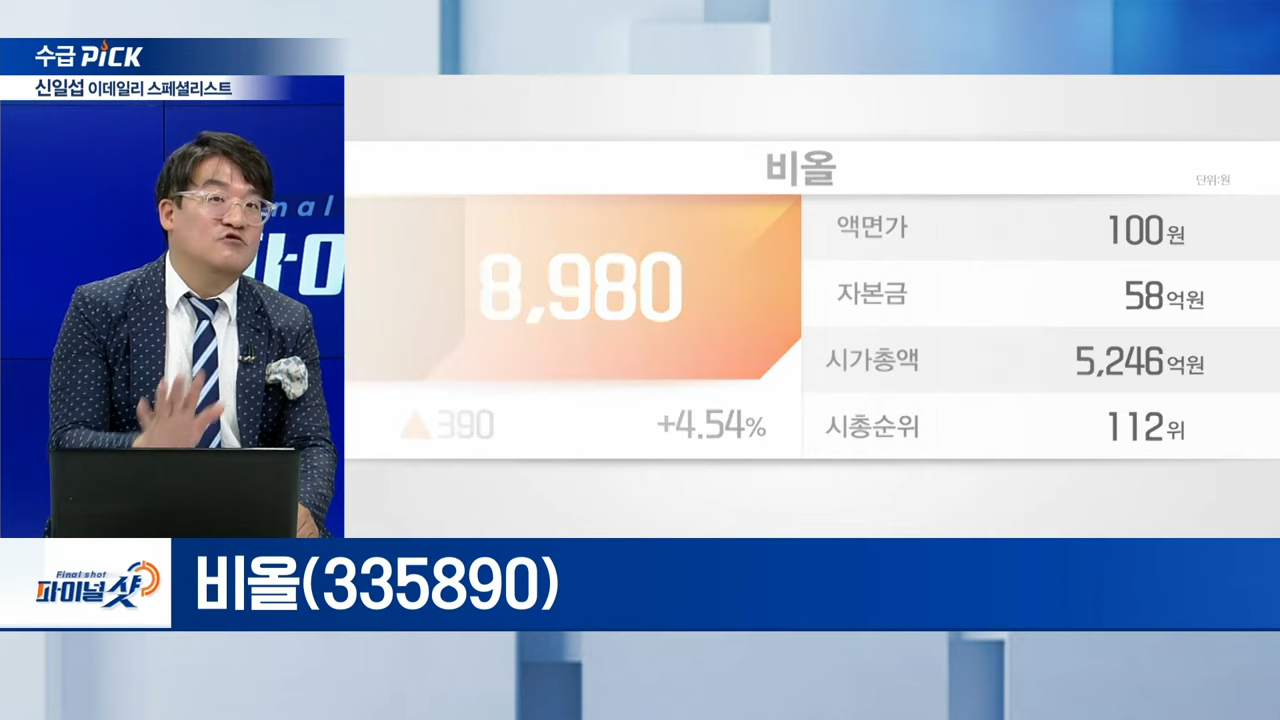 수급 PiCK
신일섭 이데일리 스페셜리스트
inal
비올
단위:원
8,980
▲390 +4.54%
액면가 100원
자본금 58억원
시가총액 5,246억원
시총순위 112위
Final shot
파이널샷
비올(335890)